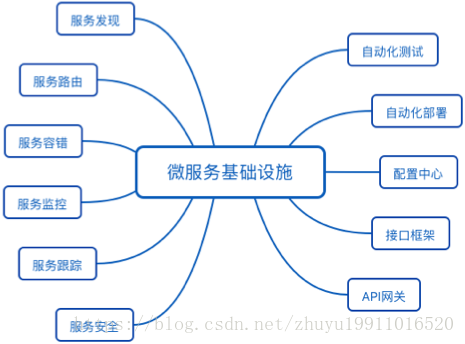 服务发现
服务路由
服务容错
服务监控
服务跟踪
服务安全
微服务基础设施
自动化测试
自动化部署
配置中心
接口框架
API网关
https://blog.csdn.net/zhuyu19911016520